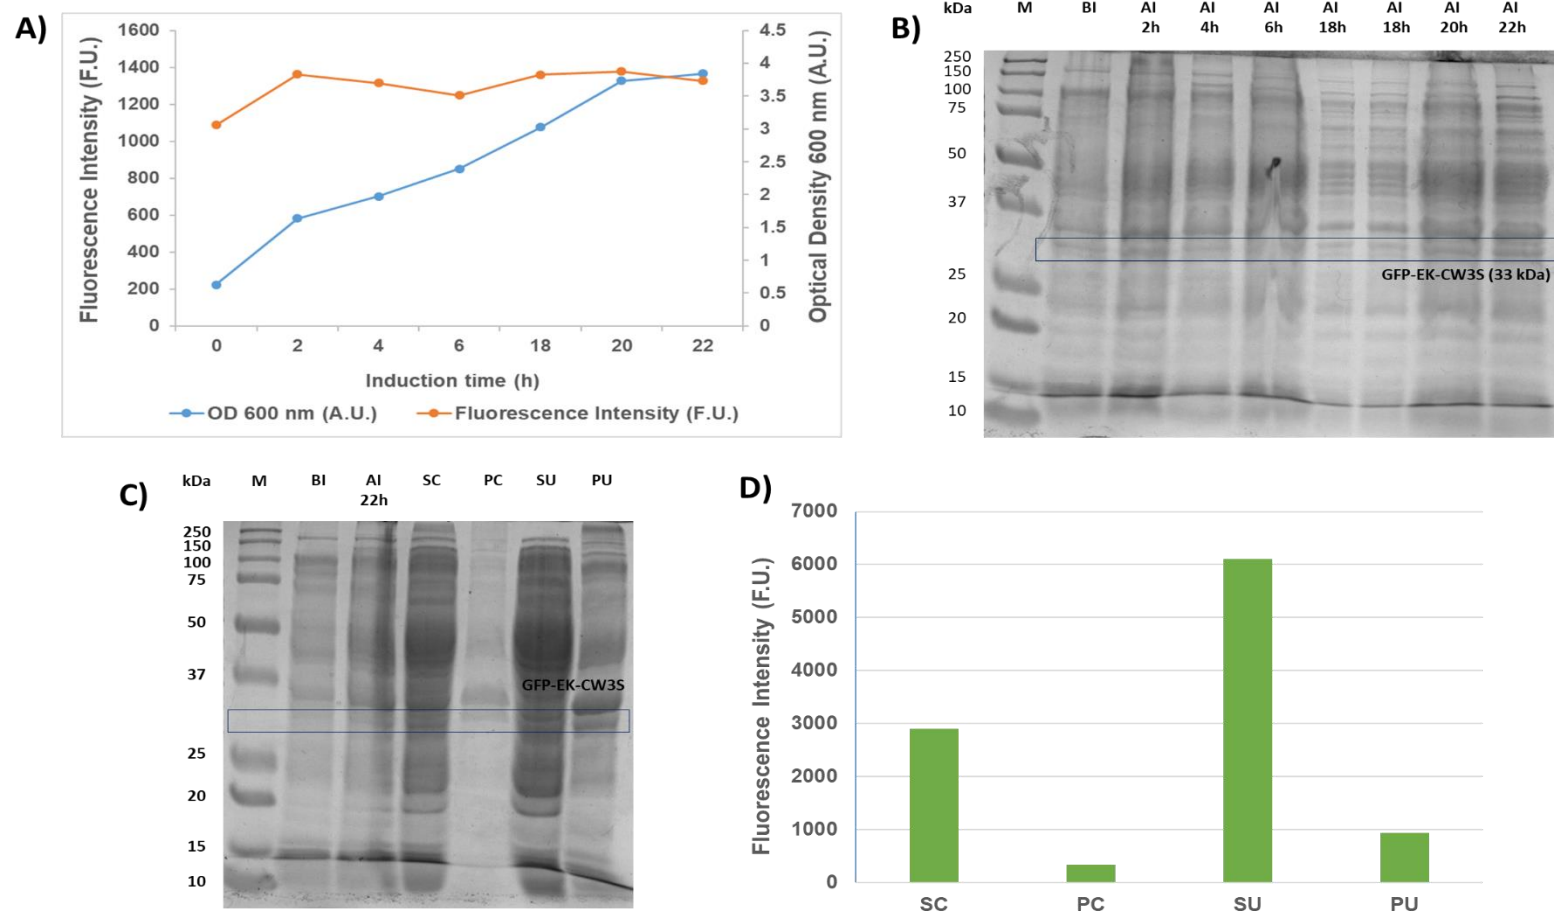 A)
Fluorescence Intensity (F.U.)
1600
1400
1200
1000
800
600
400
200
0
4.5
4
3.5
3
2.5
2
1.5
1
0.5
0
Optical Density 600 nm (A.U.)
0 2 4 6 18 20 22
Induction time (h)
OD 600 nm (A.U.) Fluorescence Intensity (F.U.)
B)
kDa M BI AI AI AI AI AI AI AI
2h 4h 6h 18h 18h 20h 22h
250
150
100
75
50
37
25
GFP-EK-CW3S (33 kDa)
20
15
10
C)
kDa M BI AI SC PC SU PU
22h
250
150
100
75
50
37
GFP-EK-CW3S
25
20
15
10
D)
Fluorescence Intensity (F.U.)
7000
6000
5000
4000
3000
2000
1000
0
SC PC SU PU